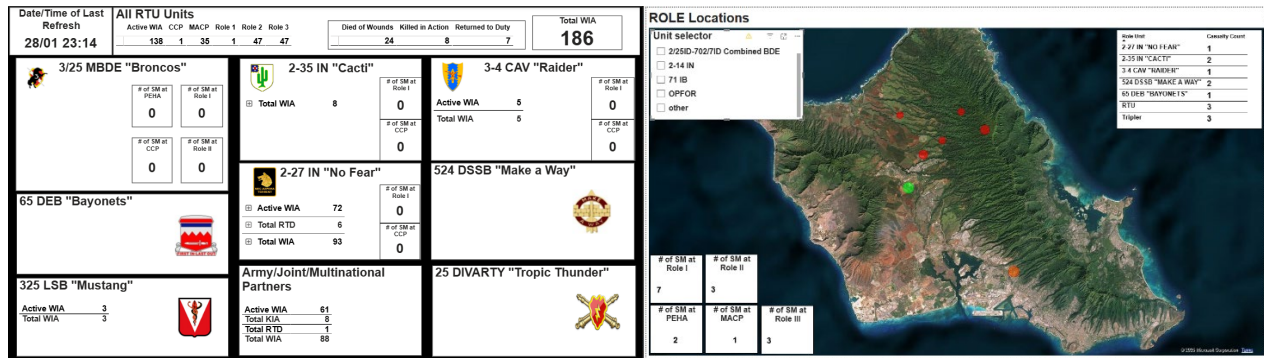 Date/Time of Last
Refresh
28/01 23:14
All RTU Units
Active WIA CCP MACP Role 1 Role 2 Role 3
138 1 35 1 47 47
Died of Wounds Killed in Action Returned to Duty
24 8 7
Total WIA
186
3/25 MBDE "Broncos"
# of SM at
PEHA
0
# of SM at
Role I
0
# of SM at
CCP
0
# of SM at
Role II
0
2-35 IN "Cacti"
Total WIA 8
# of SM at
Role I
0
# of SM at
CCP
0
3-4 CAV "Raider"
Active WIA 5
Total WIA 5
# of SM at
Role I
0
# of SM at
CCP
0
65 DEB "Bayonets"
FIRST IN LAST OUT
2-27 IN "No Fear"
Active WIA 72
Total RTD 6
Total WIA 93
# of SM at
Role I
0
# of SM at
CCP
0
524 DSSB "Make a Way"
MAKE
A WAY
325 LSB "Mustang"
Active WIA 3
Total WIA 3
Army/Joint/Multinational
Partners
Active WIA 61
Total KIA 8
Total RTD 1
Total WIA 88
25 DIVARTY "Tropic Thunder"
ROLE Locations
Unit selector
2/25ID-702/7ID Combined BDE
2-14 IN
71 IB
OPFOR
other
Role Unit Casualty Count
2-27 IN "NO FEAR" 1
2-35 IN "CACTI" 2
3-4 CAV "RAIDER" 1
524 DSSB "MAKE A WAY" 2
65 DEB "BAYONETS" 1
RTU 3
Tripler 3
# of SM at
Role I
7
# of SM at
Role II
3
# of SM at
PEHA
2
# of SM at
MACP
1
# of SM at
Role III
3
Microsoft Corporation Terms